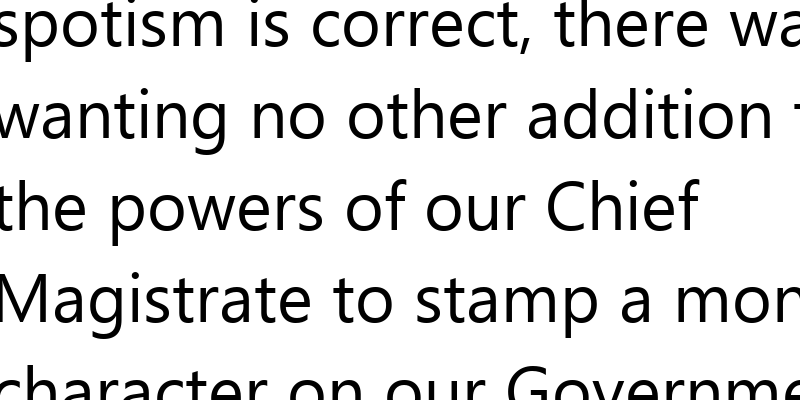 spotism is correct, there wa
wanting no other addition
the powers of our Chief
Magistrate to stamp a mon
character on our Governme